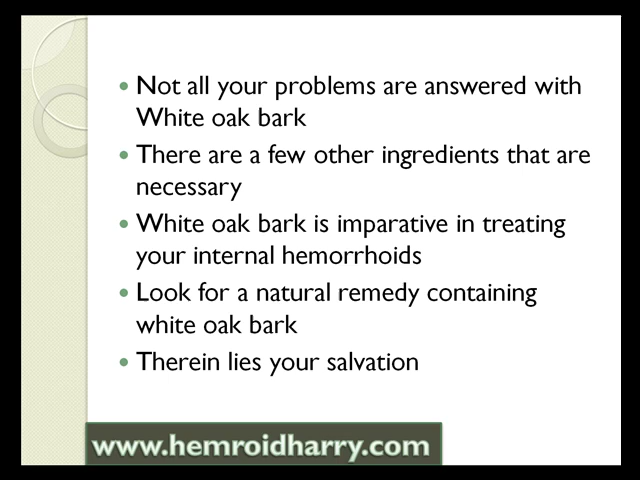 Not all your problems are answered with
White oak bark
There are a few other ingredients that are
necessary
White oak bark is imparative in treating
your internal hemorrhoids
Look for a natural remedy containing
white oak bark
Therein lies your salvation
www.hemroidharry.com